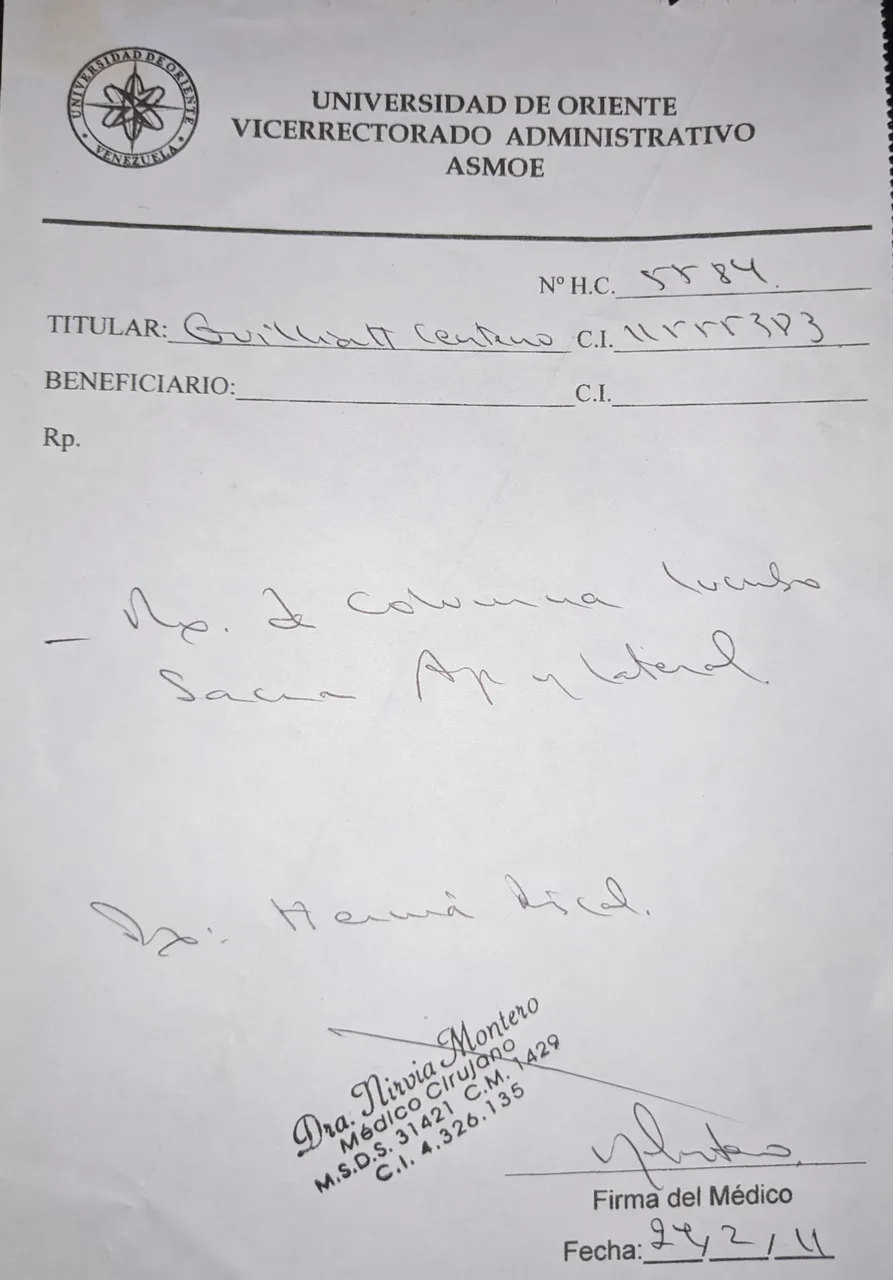 UNIVERSIDAD DE ORIENTE
VENEZUELA
UNIVERSIDAD DE ORIENTE
VICERRECTORADO ADMINISTRATIVO
ASMOE
Nº H.C. 5584.
TITULAR: Guilliatt Centeno C.I. 11555383
BENEFICIARIO: C.I.
Rp.
- Rx. de Columna Lumbo
Sacra Ap y lateral.
Dx: Hernia discal.
Dra. Nirvia Montero
Médico Cirujano
M.S.D.S. 31421 C.M. 1429
C.I. 4.326.135
Firma del Médico
Fecha: 24/2/11